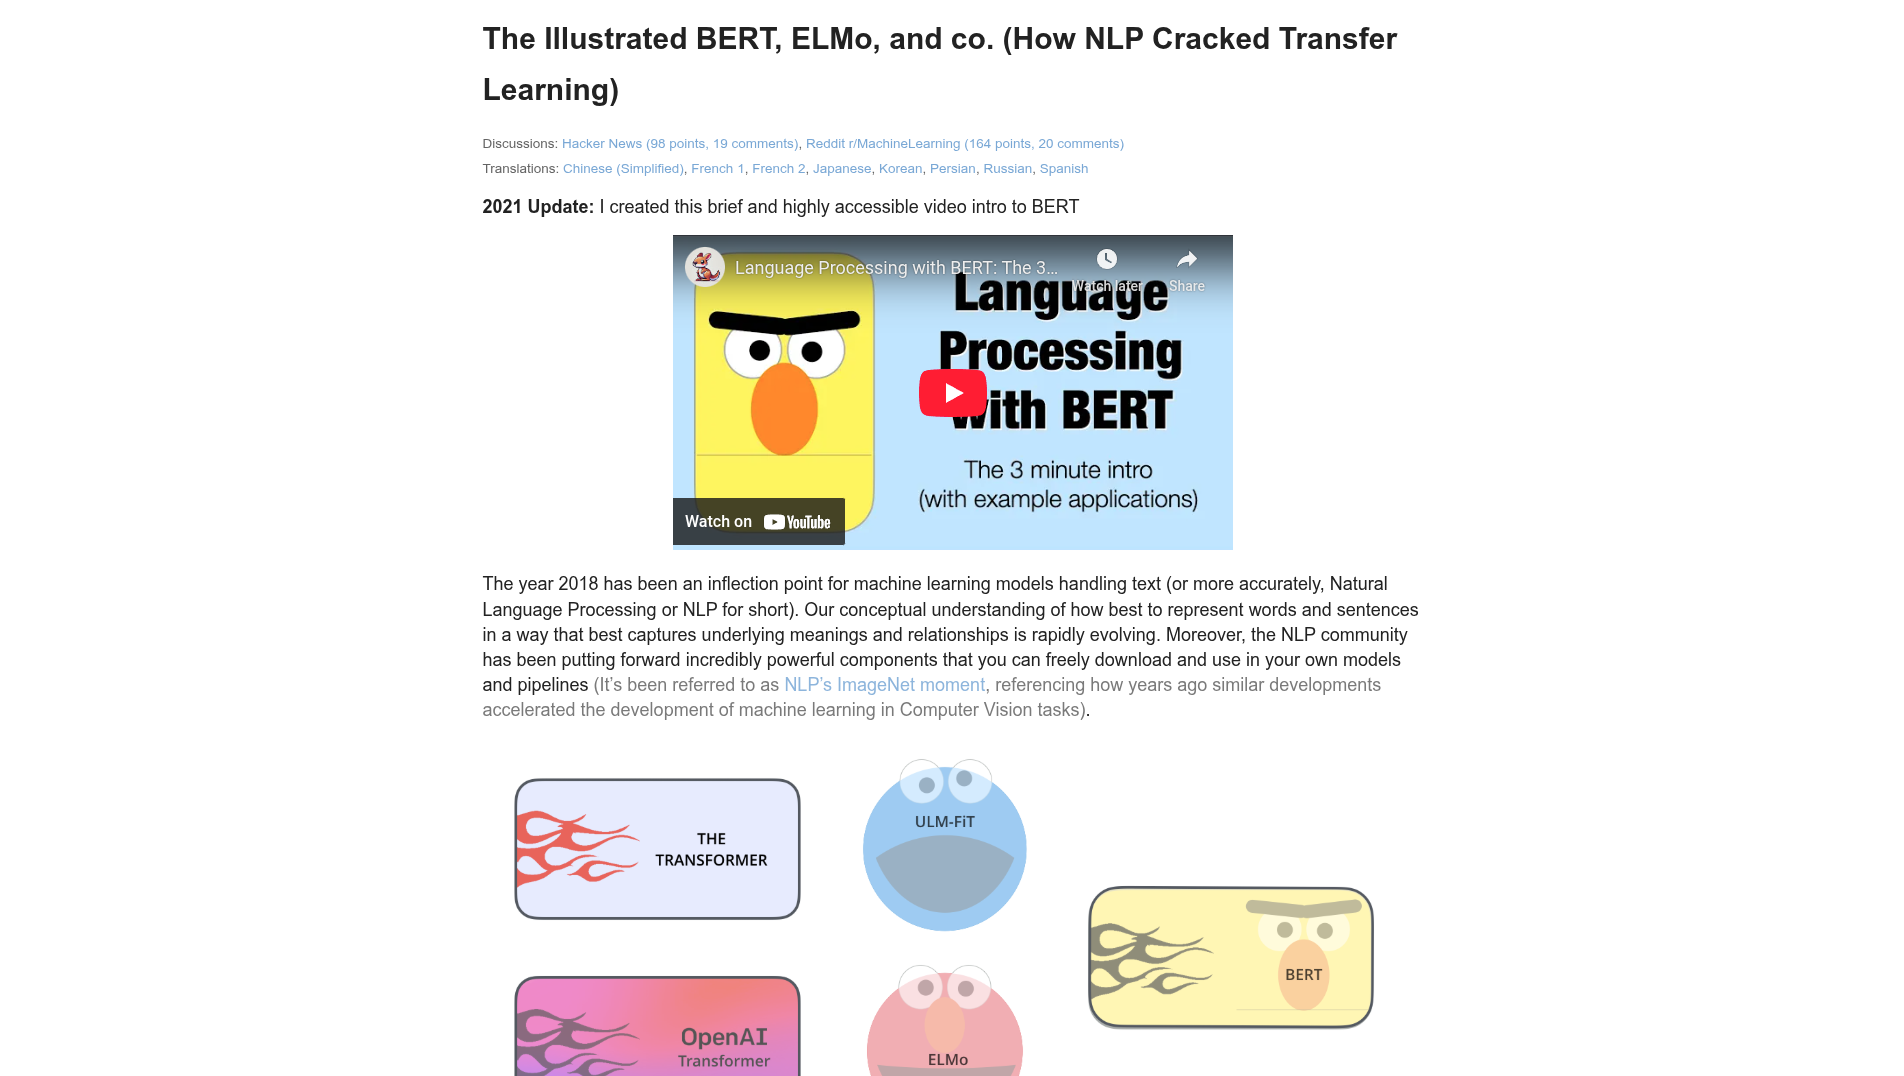 The Illustrated BERT, ELMo, and co. (How NLP Cracked Transfer
Learning)
Discussions: Hacker News (98 points, 19 comments), Reddit r/MachineLearning (164 points, 20 comments)
Translations: Chinese (Simplified), French 1, French 2, Japanese, Korean, Persian, Russian, Spanish
2021 Update: I created this brief and highly accessible video intro to BERT
Language Processing with BERT: The 3...
Watch later
Share
Language
Processing
with BERT
The 3 minute intro
(with example applications)
Watch on YouTube
The year 2018 has been an inflection point for machine learning models handling text (or more accurately, Natural
Language Processing or NLP for short). Our conceptual understanding of how best to represent words and sentences
in a way that best captures underlying meanings and relationships is rapidly evolving. Moreover, the NLP community
has been putting forward incredibly powerful components that you can freely download and use in your own models
and pipelines (It’s been referred to as NLP’s ImageNet moment, referencing how years ago similar developments
accelerated the development of machine learning in Computer Vision tasks).
THE
TRANSFORMER
ULM-FiT
BERT
OpenAI
Transformer
ELMo